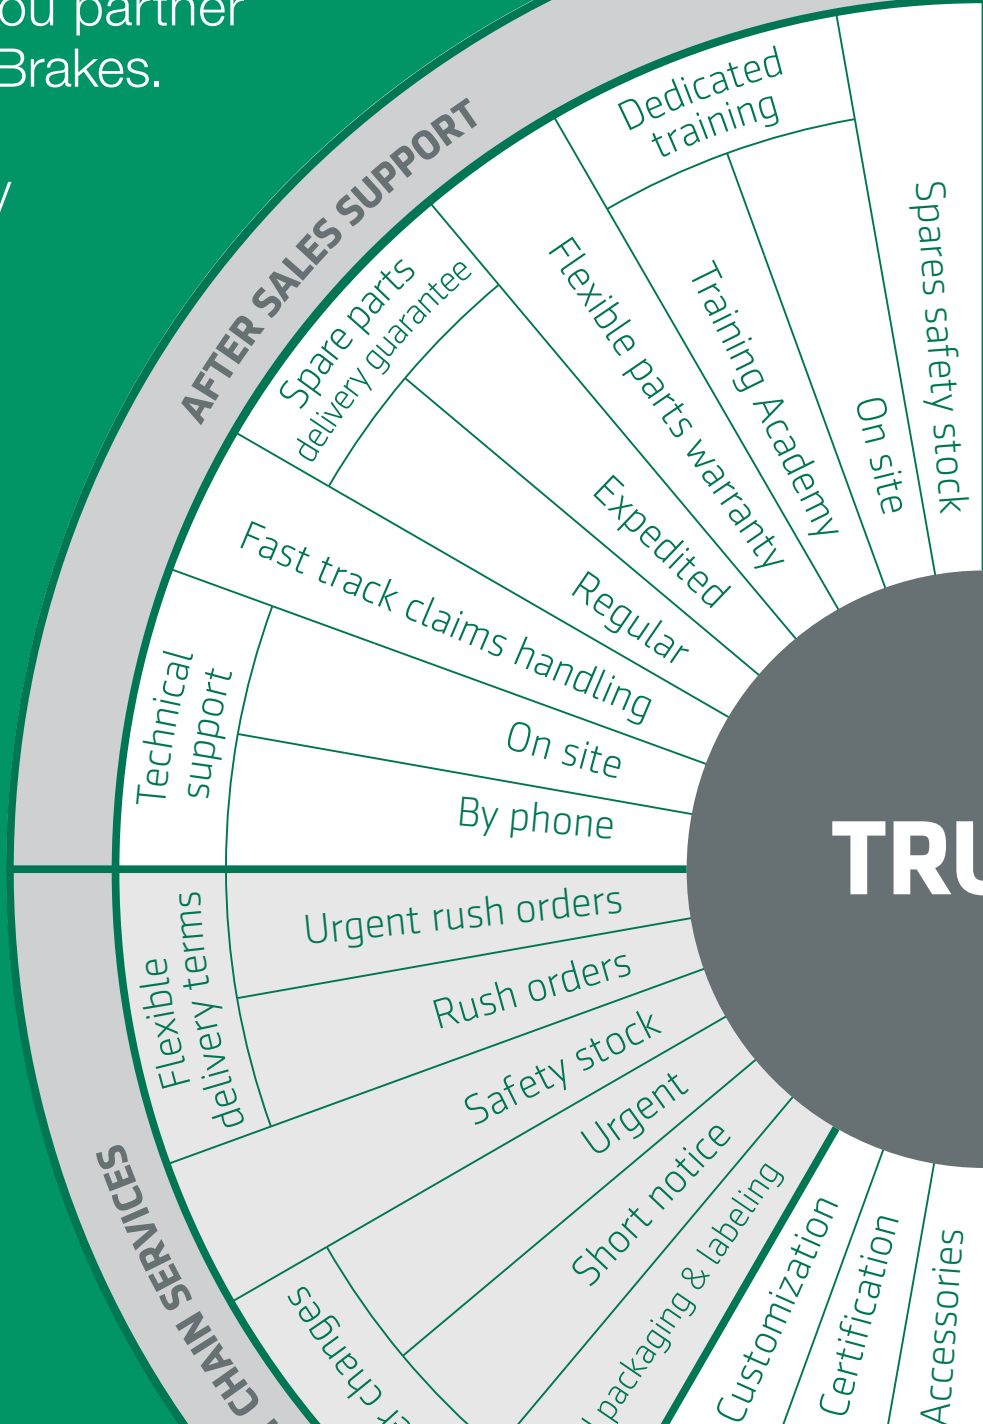 partner
Brakes.
AFTER SALES SUPPORT
Dedicated
training
Spares safety stock
On site
Training Academy
Flexible parts warranty
Spare parts
delivery guarantee
Expedited
Regular
Fast track claims handling
Technical
support
On site
By phone
TRU
Flexible
delivery terms
Urgent rush orders
Rush orders
Safety stock
Urgent
Short notice
changes
packaging & labeling
CHAIN SERVICES
Customization
Certification
Accessories